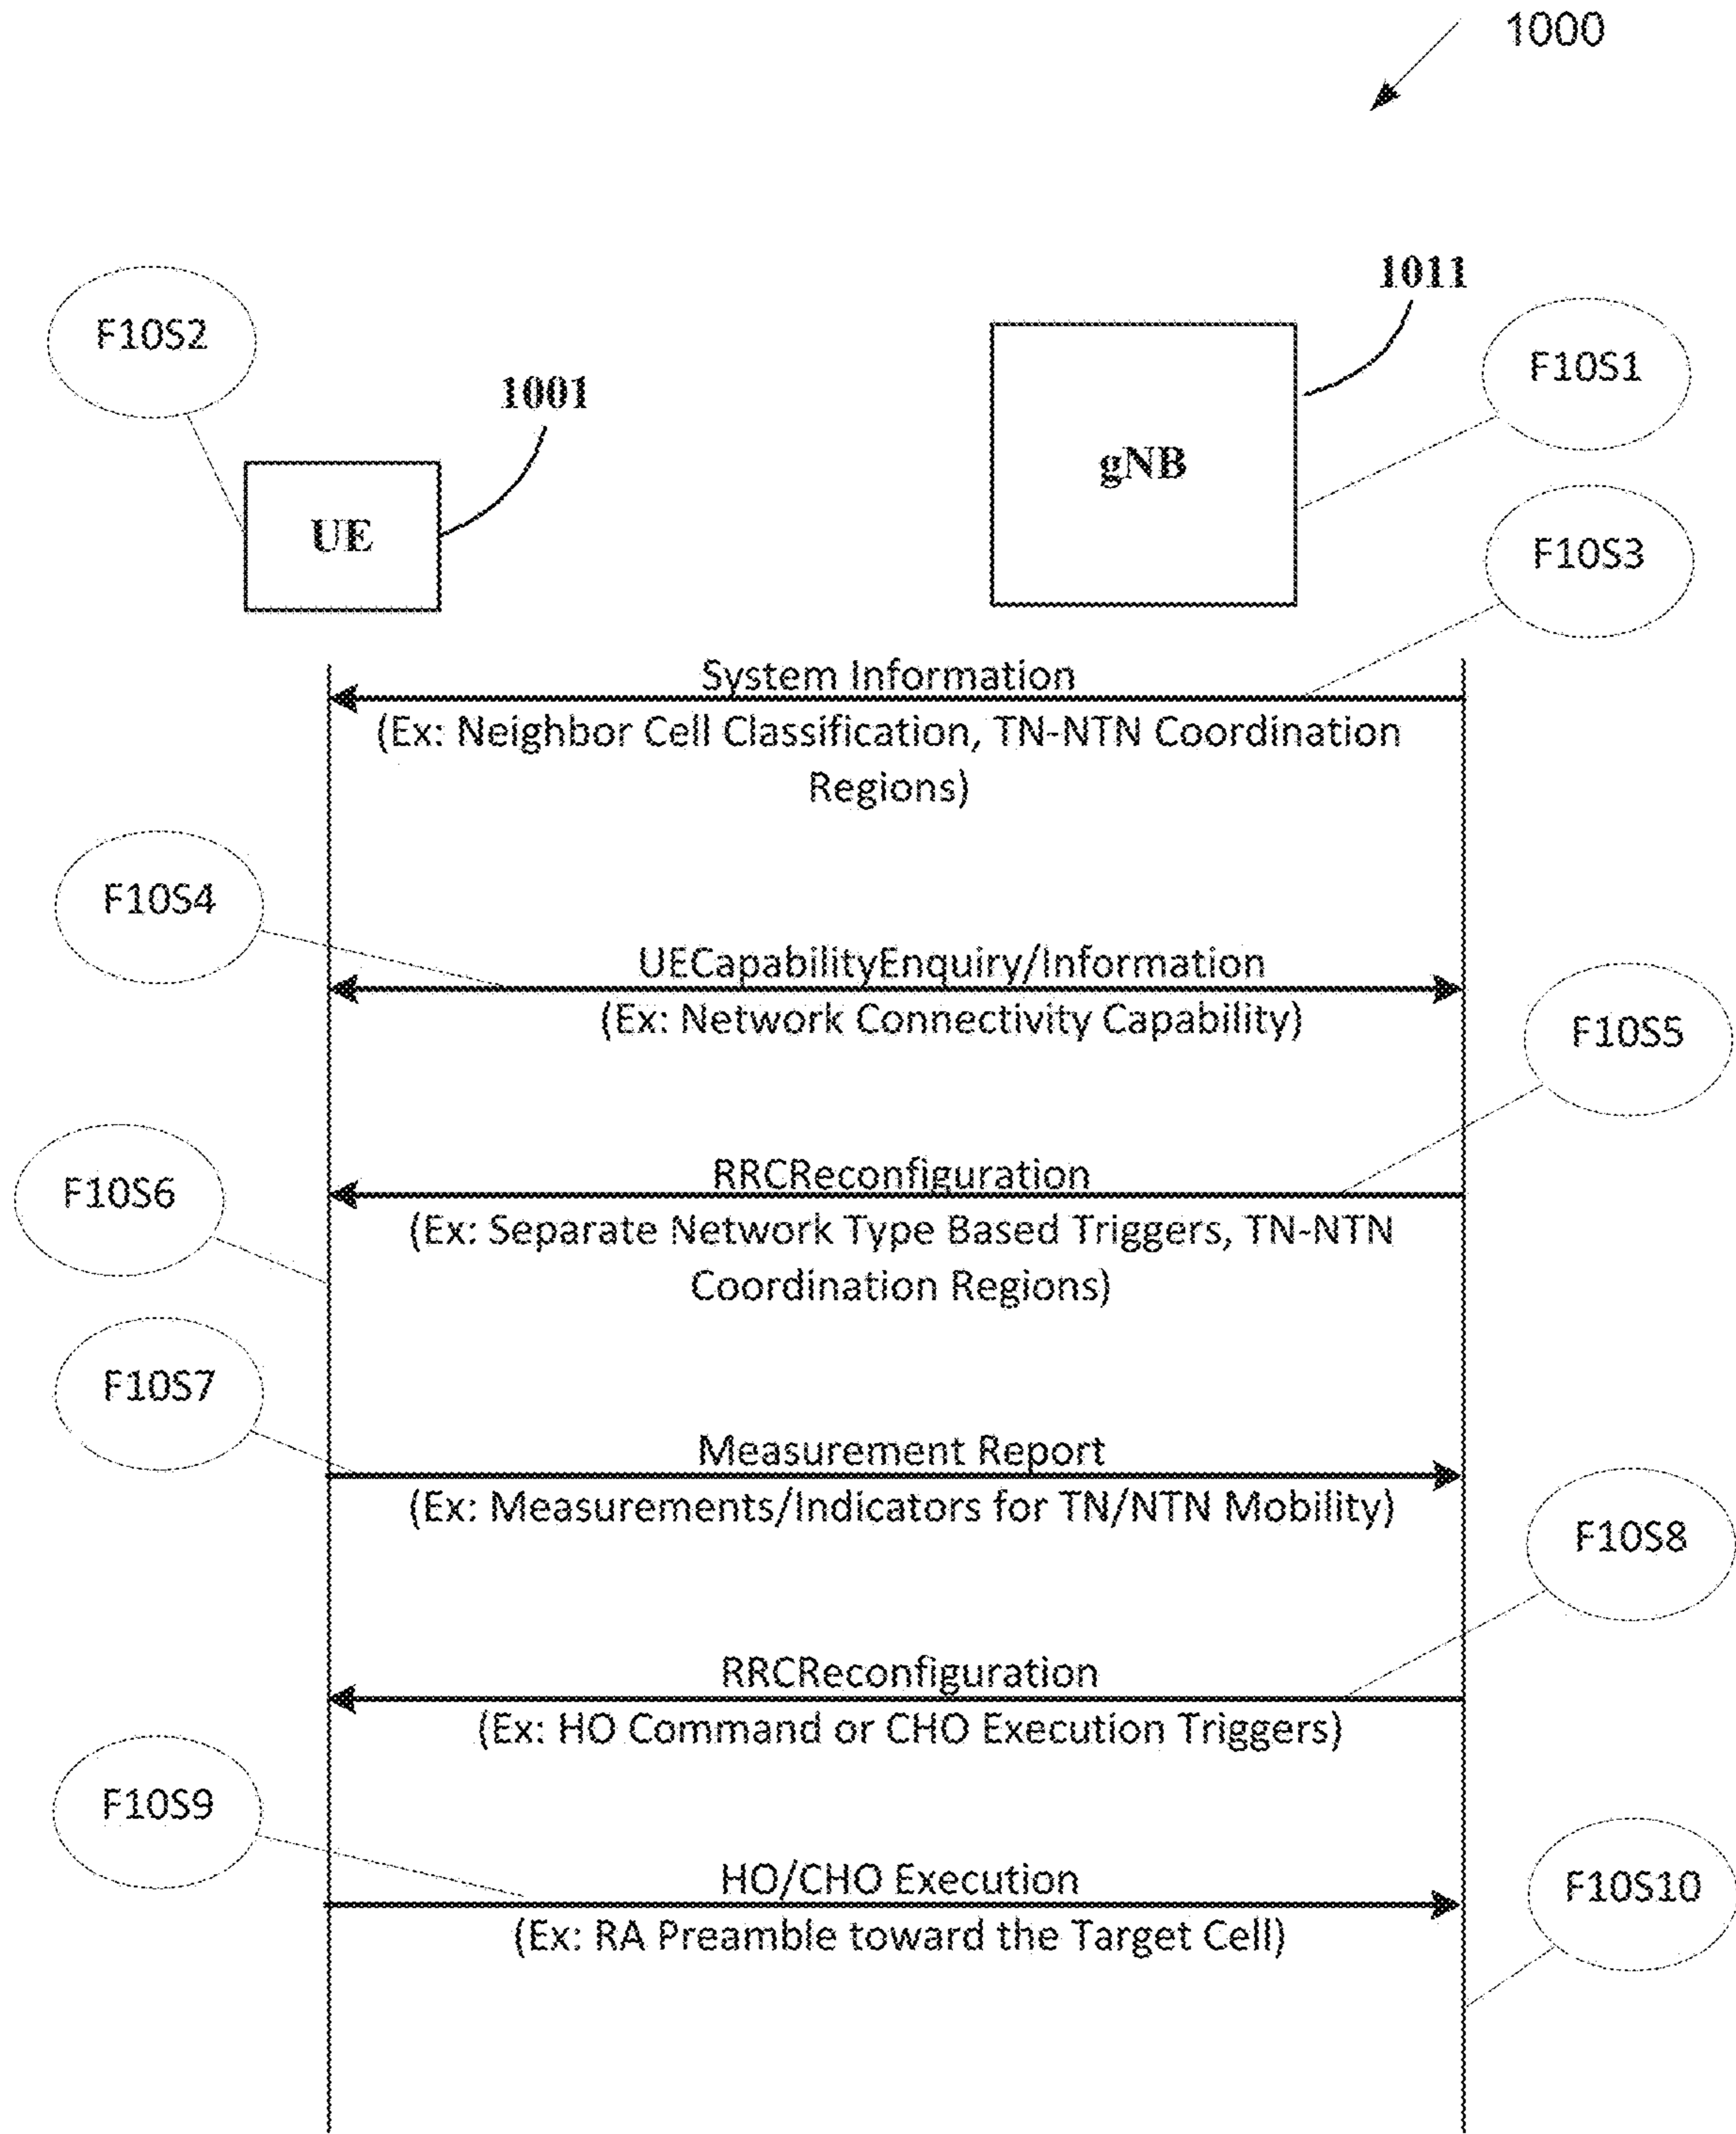 1000
1011
F10S2
F10S1
1001
gNB
UE
F10S3
System Information
(Ex: Neighbor Cell Classification, TN-NTN Coordination
Regions)
F10S4
UECapabilityEnquiry/Information
(Ex: Network Connectivity Capability)
F10S5
RRCReconfiguration
F10S6
(Ex: Separate Network Type Based Triggers, TN-NTN
Coordination Regions)
F10S7
Measurement Report
(Ex: Measurements/Indicators for TN/NTN Mobility)
F10S8
RRCReconfiguration
(Ex: HO Command or CHO Execution Triggers)
F10S9
HO/CHO Execution
F10S10
(Ex: RA Preamble toward the Target Cell)